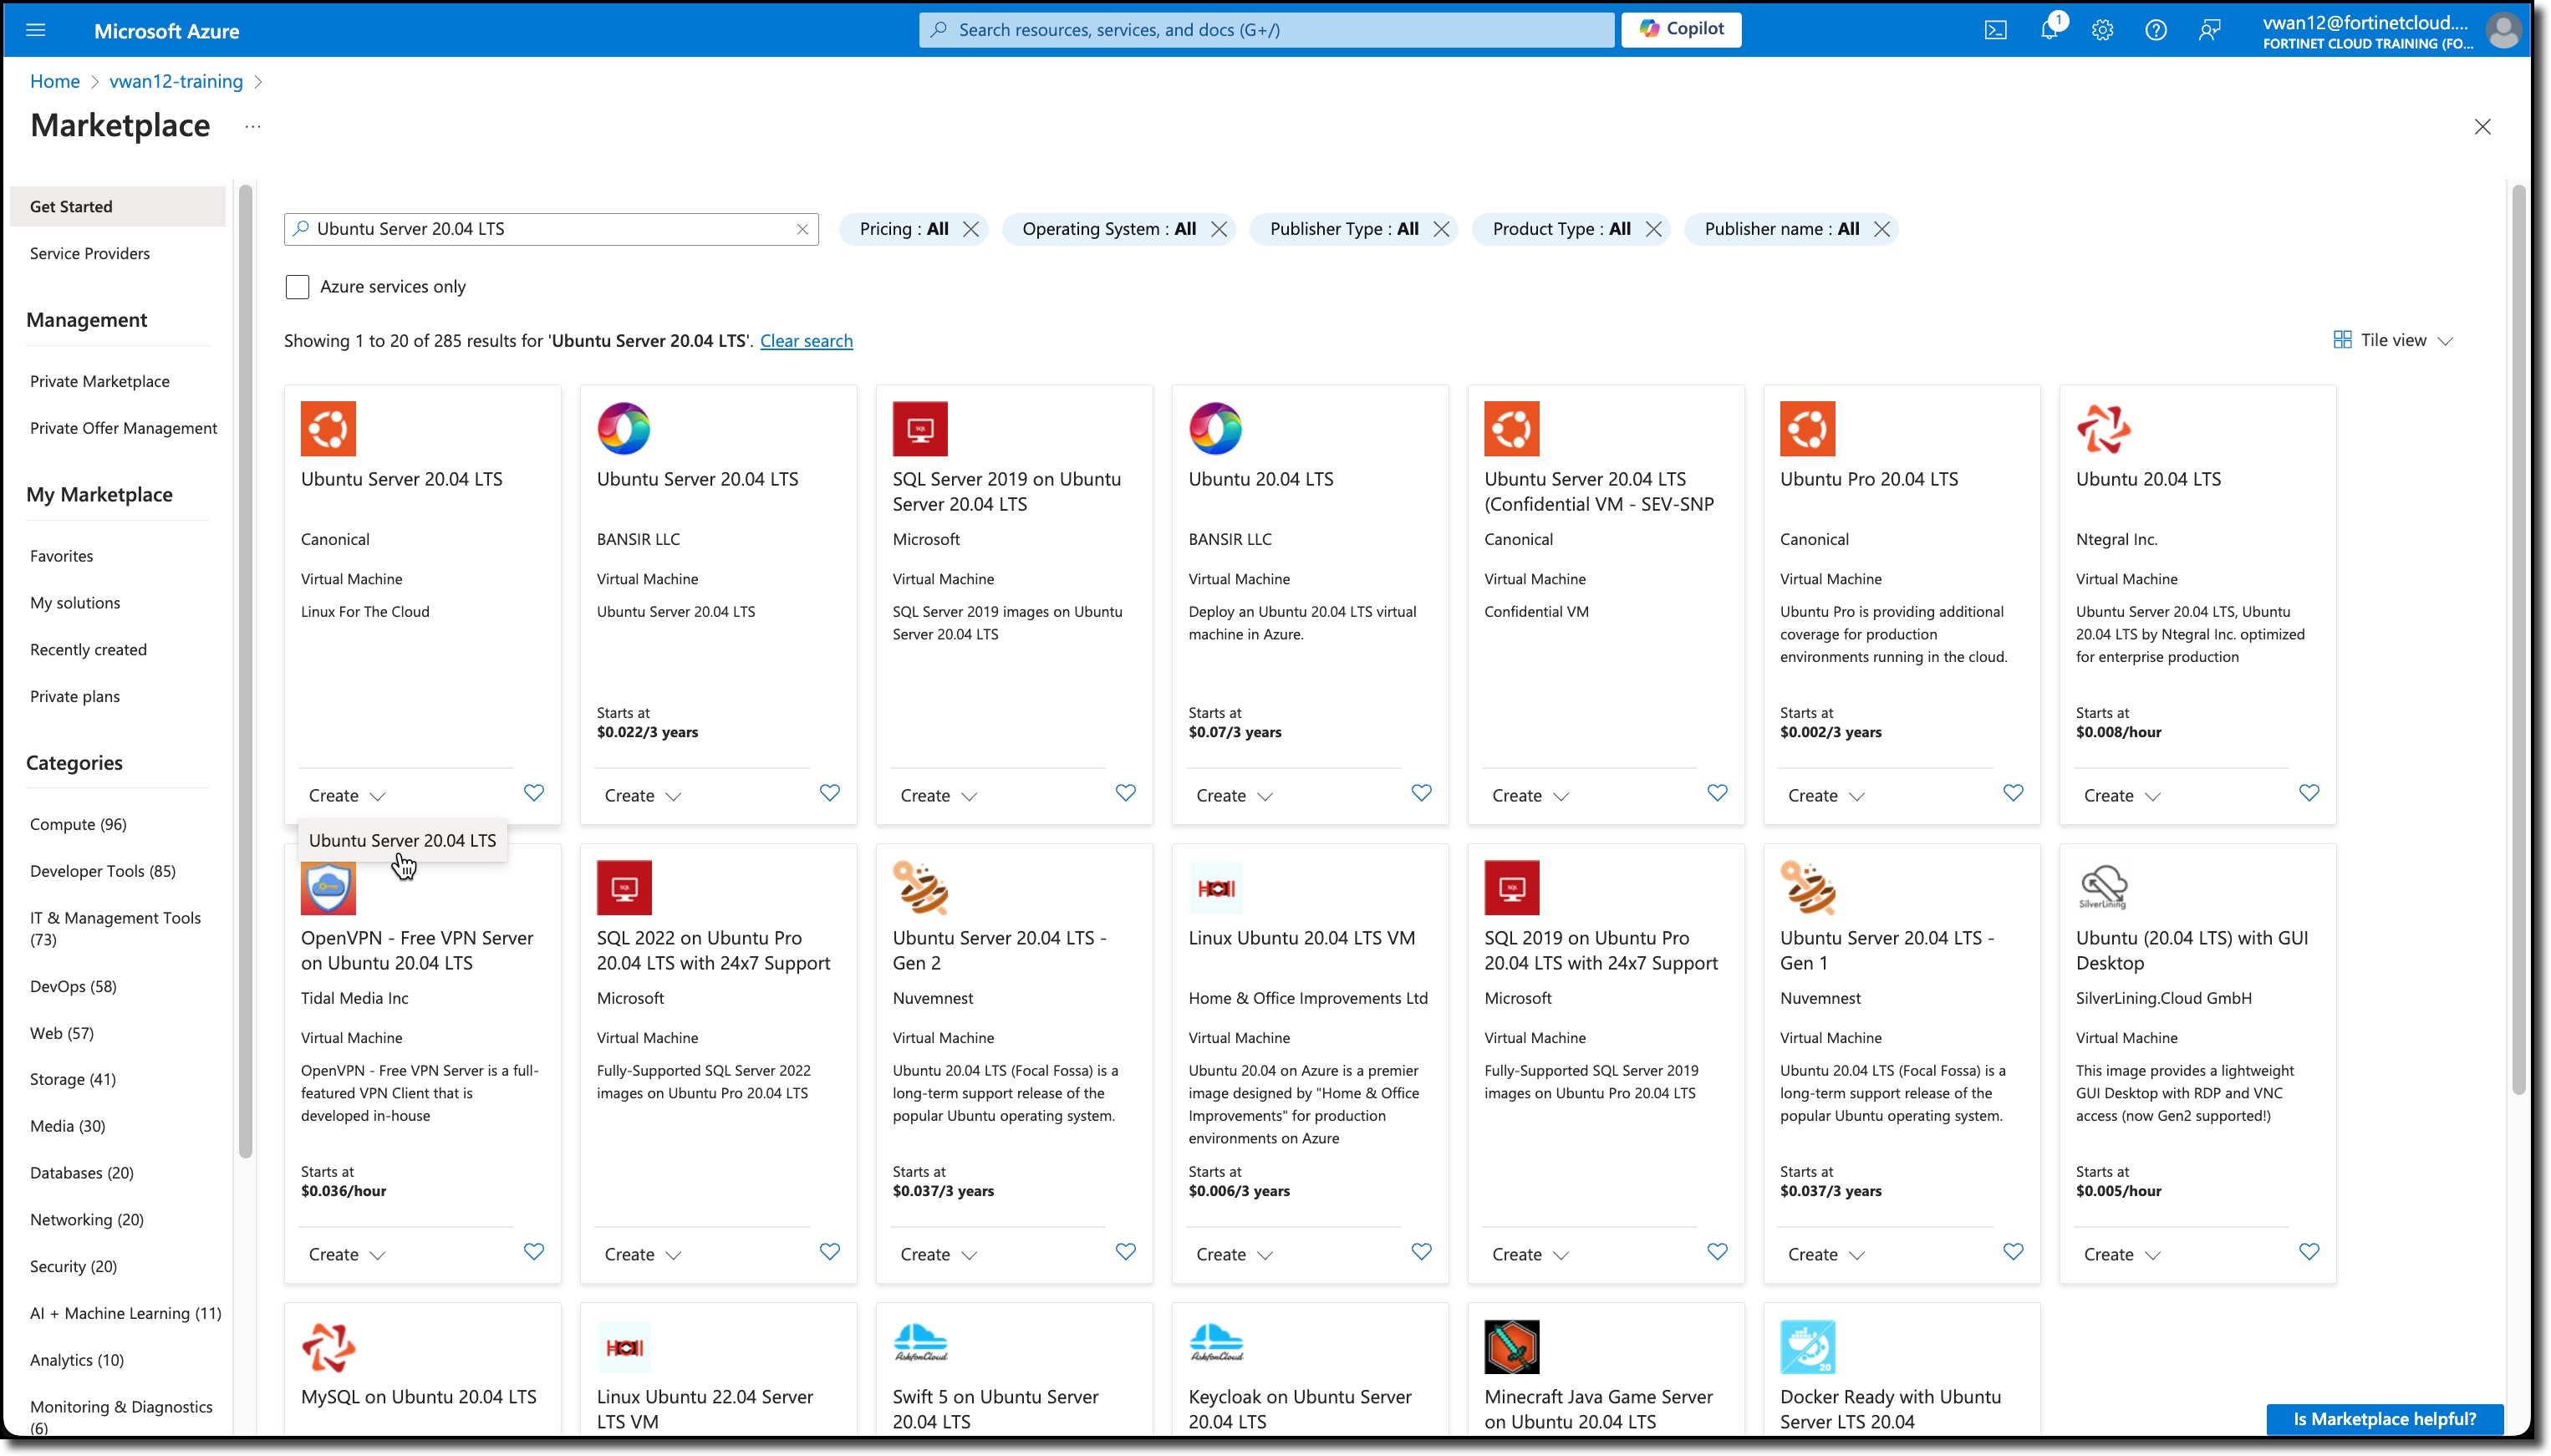 Microsoft Azure
Search resources, services, and docs (G+/)
Copilot
1
vwan12@fortinetcloud....
FORTINET CLOUD TRAINING (FO...
Home > vwan12-training >
Marketplace ...
Get Started
Service Providers
Management
Private Marketplace
Private Offer Management
My Marketplace
Favorites
My solutions
Recently created
Private plans
Categories
Compute (96)
Developer Tools (85)
IT & Management Tools
(73)
DevOps (58)
Web (57)
Storage (41)
Media (30)
Databases (20)
Networking (20)
Security (20)
AI + Machine Learning (11)
Analytics (10)
Monitoring & Diagnostics
(6)
Ubuntu Server 20.04 LTS
Pricing : All
Operating System : All
Publisher Type : All
Product Type : All
Publisher name : All
Azure services only
Showing 1 to 20 of 285 results for 'Ubuntu Server 20.04 LTS'. Clear search
Tile view
Ubuntu Server 20.04 LTS
Canonical
Virtual Machine
Linux For The Cloud
Create
Ubuntu Server 20.04 LTS
Ubuntu Server 20.04 LTS
BANSIR LLC
Virtual Machine
Ubuntu Server 20.04 LTS
Starts at
$0.022/3 years
Create
SQL
SQL Server 2019 on Ubuntu
Server 20.04 LTS
Microsoft
Virtual Machine
SQL Server 2019 images on Ubuntu
Server 20.04 LTS
Create
Ubuntu 20.04 LTS
BANSIR LLC
Virtual Machine
Deploy an Ubuntu 20.04 LTS virtual
machine in Azure.
Starts at
$0.07/3 years
Create
Ubuntu Server 20.04 LTS
(Confidential VM - SEV-SNP
Canonical
Virtual Machine
Confidential VM
Create
Ubuntu Pro 20.04 LTS
Canonical
Virtual Machine
Ubuntu Pro is providing additional
coverage for production
environments running in the cloud.
Starts at
$0.002/3 years
Create
Ubuntu 20.04 LTS
Ntegral Inc.
Virtual Machine
Ubuntu Server 20.04 LTS, Ubuntu
20.04 LTS by Ntegral Inc. optimized
for enterprise production
Starts at
$0.008/hour
Create
OpenVPN - Free VPN Server
on Ubuntu 20.04 LTS
Tidal Media Inc
Virtual Machine
OpenVPN - Free VPN Server is a full-
featured VPN Client that is
developed in-house
Starts at
$0.036/hour
Create
SQL
SQL 2022 on Ubuntu Pro
20.04 LTS with 24x7 Support
Microsoft
Virtual Machine
Fully-Supported SQL Server 2022
images on Ubuntu Pro 20.04 LTS
Create
Ubuntu Server 20.04 LTS -
Gen 2
Nuvemnest
Virtual Machine
Ubuntu 20.04 LTS (Focal Fossa) is a
long-term support release of the
popular Ubuntu operating system.
Starts at
$0.037/3 years
Create
HOII
Linux Ubuntu 20.04 LTS VM
Home & Office Improvements Ltd
Virtual Machine
Ubuntu 20.04 on Azure is a premier
image designed by "Home & Office
Improvements" for production
environments on Azure
Starts at
$0.006/3 years
Create
SQL
SQL 2019 on Ubuntu Pro
20.04 LTS with 24x7 Support
Microsoft
Virtual Machine
Fully-Supported SQL Server 2019
images on Ubuntu Pro 20.04 LTS
Create
Ubuntu Server 20.04 LTS -
Gen 1
Nuvemnest
Virtual Machine
Ubuntu 20.04 LTS (Focal Fossa) is a
long-term support release of the
popular Ubuntu operating system.
Starts at
$0.037/3 years
Create
SilverLining
Ubuntu (20.04 LTS) with GUI
Desktop
SilverLining.Cloud GmbH
Virtual Machine
This image provides a lightweight
GUI Desktop with RDP and VNC
access (now Gen2 supported!)
Starts at
$0.005/hour
Create
MySQL on Ubuntu 20.04 LTS
HOII
Linux Ubuntu 22.04 Server
LTS VM
AskforCloud
Swift 5 on Ubuntu Server
20.04 LTS
AskforCloud
Keycloak on Ubuntu Server
20.04 LTS
Minecraft Java Game Server
on Ubuntu 20.04 LTS
20
Docker Ready with Ubuntu
Server LTS 20.04
Is Marketplace helpful?